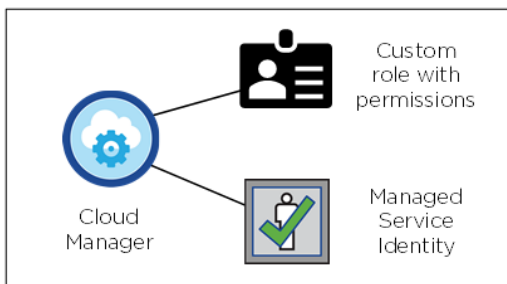 Custom
role with
permissions
Cloud
Manager
Managed
Service
Identity